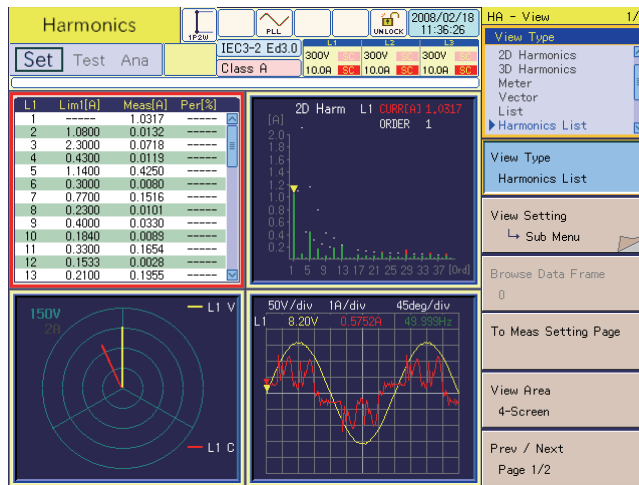 Harmonics
1P2W
PLL
UNLOCK
2008/02/18
11:36:26
Set Test Ana
IEC3-2 Ed3.0
Class A
L1 L2 L3
300V SC 300V SC 300V SC
10.0A SC 10.0A SC 10.0A SC
L1 Lim1[A] Meas[A] Per[%]
1 ----- 1.0317 -----
2 1.0800 0.0132 -----
3 2.3000 0.0718 -----
4 0.4300 0.0119 -----
5 1.1400 0.4250 -----
6 0.3000 0.0080 -----
7 0.7700 0.1516 -----
8 0.2300 0.0101 -----
9 0.4000 0.0330 -----
10 0.1840 0.0089 -----
11 0.3300 0.1654 -----
12 0.1533 0.0028 -----
13 0.2100 0.1955 -----
2D Harm L1 CURR[A] 1.0317
[A] ORDER 1
2.0
1.8
1.6
1.4
1.2
1.0
0.8
0.6
0.4
0.2
1 5 9 13 17 21 25 29 33 37 [Ord]
150V
2A
L1 V
L1 C
50V/div 1A/div 45deg/div
L1 8.20V 0.5752A 49.999Hz
HA - View 1/
View Type
2D Harmonics
3D Harmonics
Meter
Vector
List
Harmonics List
View Type
Harmonics List
View Setting
↳ Sub Menu
Browse Data Frame
0
To Meas Setting Page
View Area
4-Screen
Prev / Next
Page 1/2